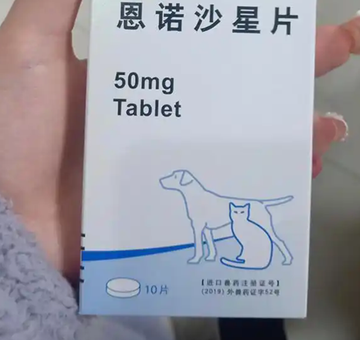 恩诺沙星片
50mg
Tablet
10片
【进口兽药注册证号】
(2018)外兽药证字52号